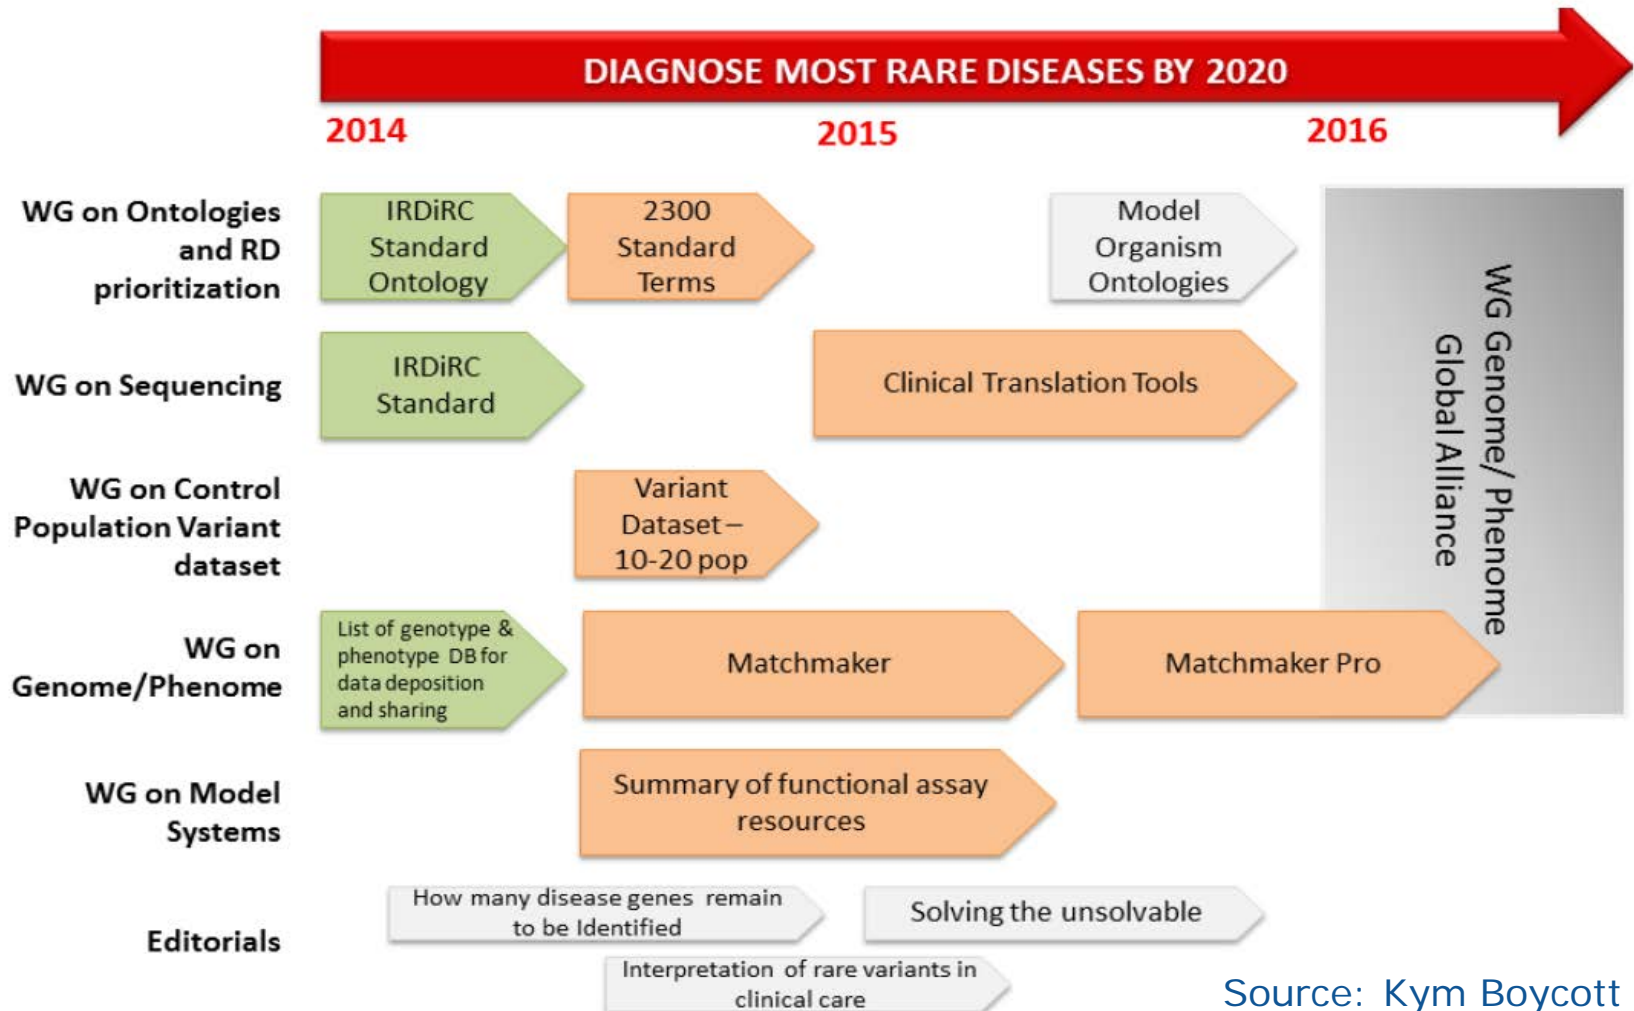 DIAGNOSE MOST RARE DISEASES BY 2020
2014
2015
2016
WG on Ontologies
and RD
prioritization
IRDiRC
Standard
Ontology
2300
Standard
Terms
Model
Organism
Ontologies
WG on Sequencing
IRDiRC
Standard
Clinical Translation Tools
WG on Control
Population Variant
dataset
Variant
Dataset –
10-20 pop
WG on
Genome/Phenome
List of genotype &
phenotype DB for
data deposition
and sharing
Matchmaker
Matchmaker Pro
WG Genome/ Phenome
Global Alliance
WG on Model
Systems
Summary of functional assay
resources
Editorials
How many disease genes remain
to be Identified
Solving the unsolvable
Interpretation of rare variants in
clinical care
Source: Kym Boycott